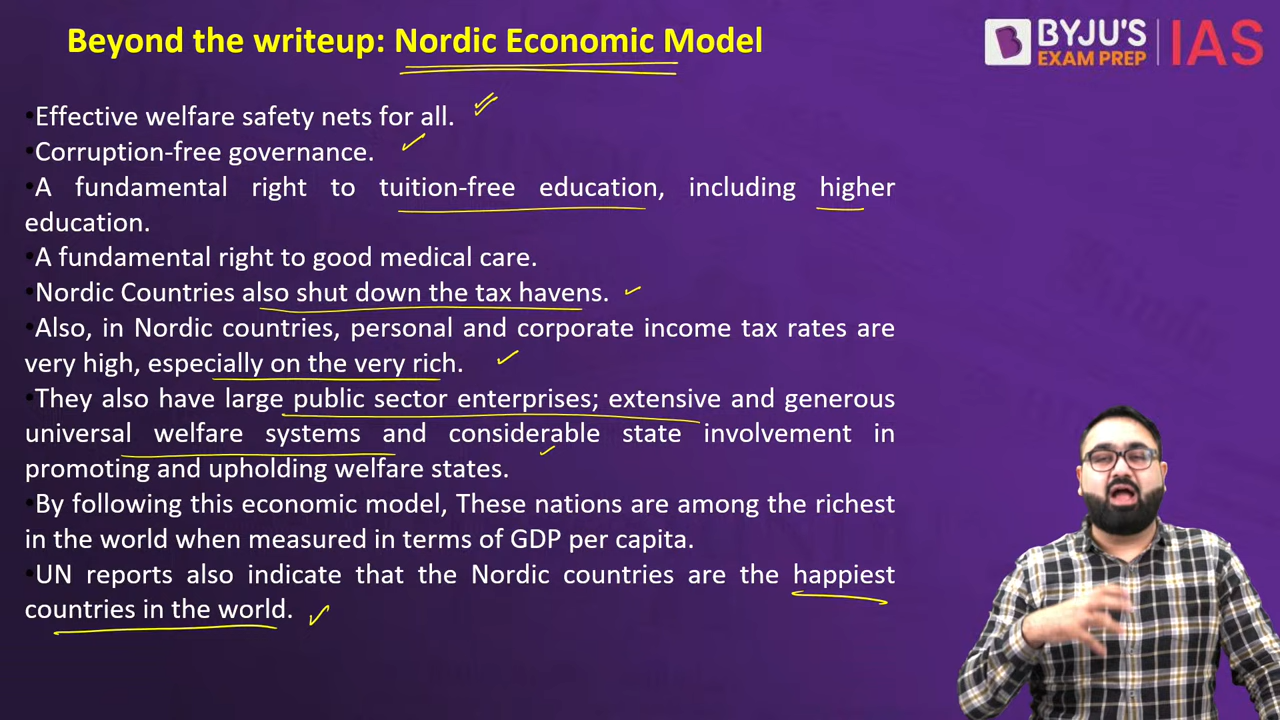 Beyond the writeup: Nordic Economic Model
BYJU'S
EXAM PREP
IAS
•Effective welfare safety nets for all.
•Corruption-free governance.
•A fundamental right to tuition-free education, including higher
education.
•A fundamental right to good medical care.
•Nordic Countries also shut down the tax havens.
•Also, in Nordic countries, personal and corporate income tax rates are
very high, especially on the very rich.
•They also have large public sector enterprises; extensive and generous
universal welfare systems and considerable state involvement in
promoting and upholding welfare states.
•By following this economic model, These nations are among the richest
in the world when measured in terms of GDP per capita.
•UN reports also indicate that the Nordic countries are the happiest
countries in the world.